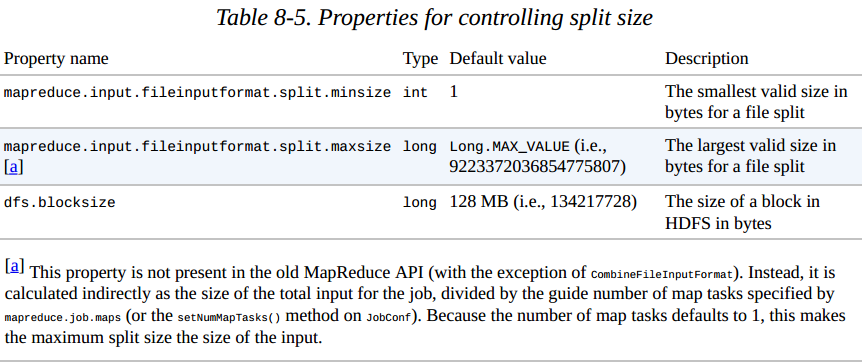 Table 8-5. Properties for controlling split size
Property name Type Default value Description
mapreduce.input.fileinputformat.split.minsize int 1 The smallest valid size in
bytes for a file split
mapreduce.input.fileinputformat.split.maxsize long Long.MAX_VALUE (i.e., The largest valid size in
[a] 9223372036854775807) bytes for a file split
dfs.blocksize long 128 MB (i.e., 134217728) The size of a block in
HDFS in bytes
[a] This property is not present in the old MapReduce API (with the exception of CombineFileInputFormat). Instead, it is
calculated indirectly as the size of the total input for the job, divided by the guide number of map tasks specified by
mapreduce.job.maps (or the setNumMapTasks() method on JobConf). Because the number of map tasks defaults to 1, this makes
the maximum split size the size of the input.